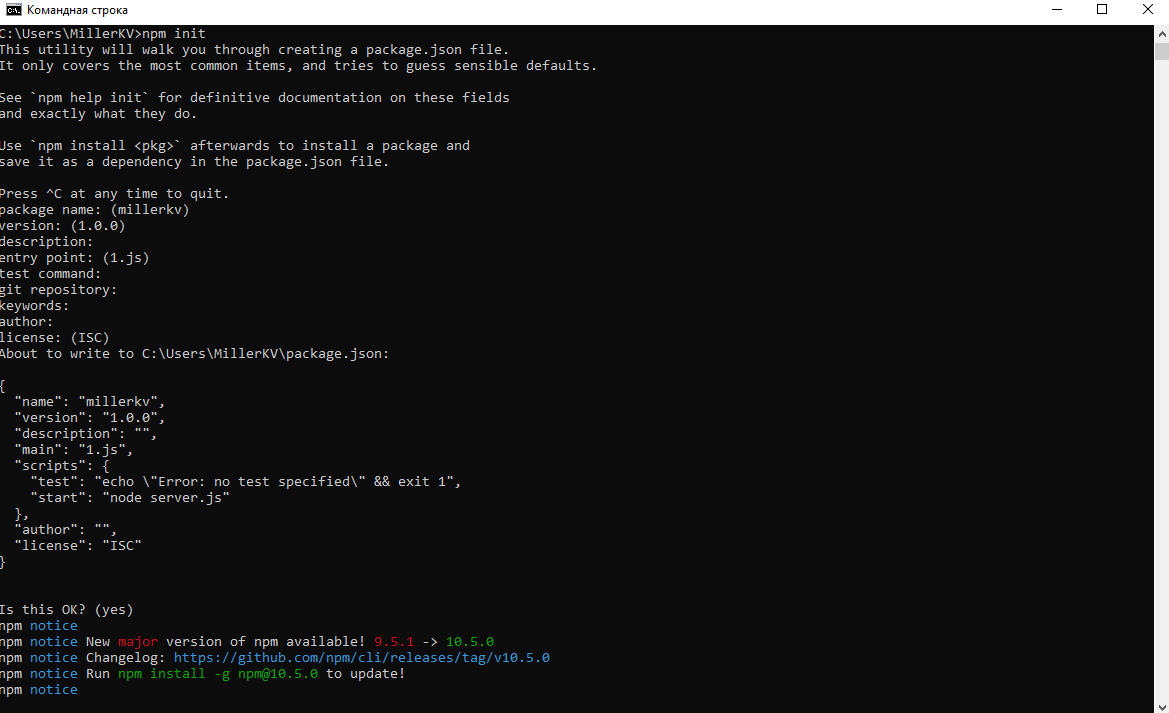 Командная строка
C:\Users\MillerKV>npm init
This utility will walk you through creating a package.json file.
It only covers the most common items, and tries to guess sensible defaults.
See `npm help init` for definitive documentation on these fields
and exactly what they do.
Use `npm install <pkg>` afterwards to install a package and
save it as a dependency in the package.json file.
Press ^C at any time to quit.
package name: (millerkv)
version: (1.0.0)
description:
entry point: (1.js)
test command:
git repository:
keywords:
author:
license: (ISC)
About to write to C:\Users\MillerKV\package.json:
{
  "name": "millerkv",
  "version": "1.0.0",
  "description": "",
  "main": "1.js",
  "scripts": {
    "test": "echo \"Error: no test specified\" && exit 1",
    "start": "node server.js"
  },
  "author": "",
  "license": "ISC"
}
Is this OK? (yes)
npm notice
npm notice New major version of npm available! 9.5.1 -> 10.5.0
npm notice Changelog: https://github.com/npm/cli/releases/tag/v10.5.0
npm notice Run npm install -g npm@10.5.0 to update!
npm notice